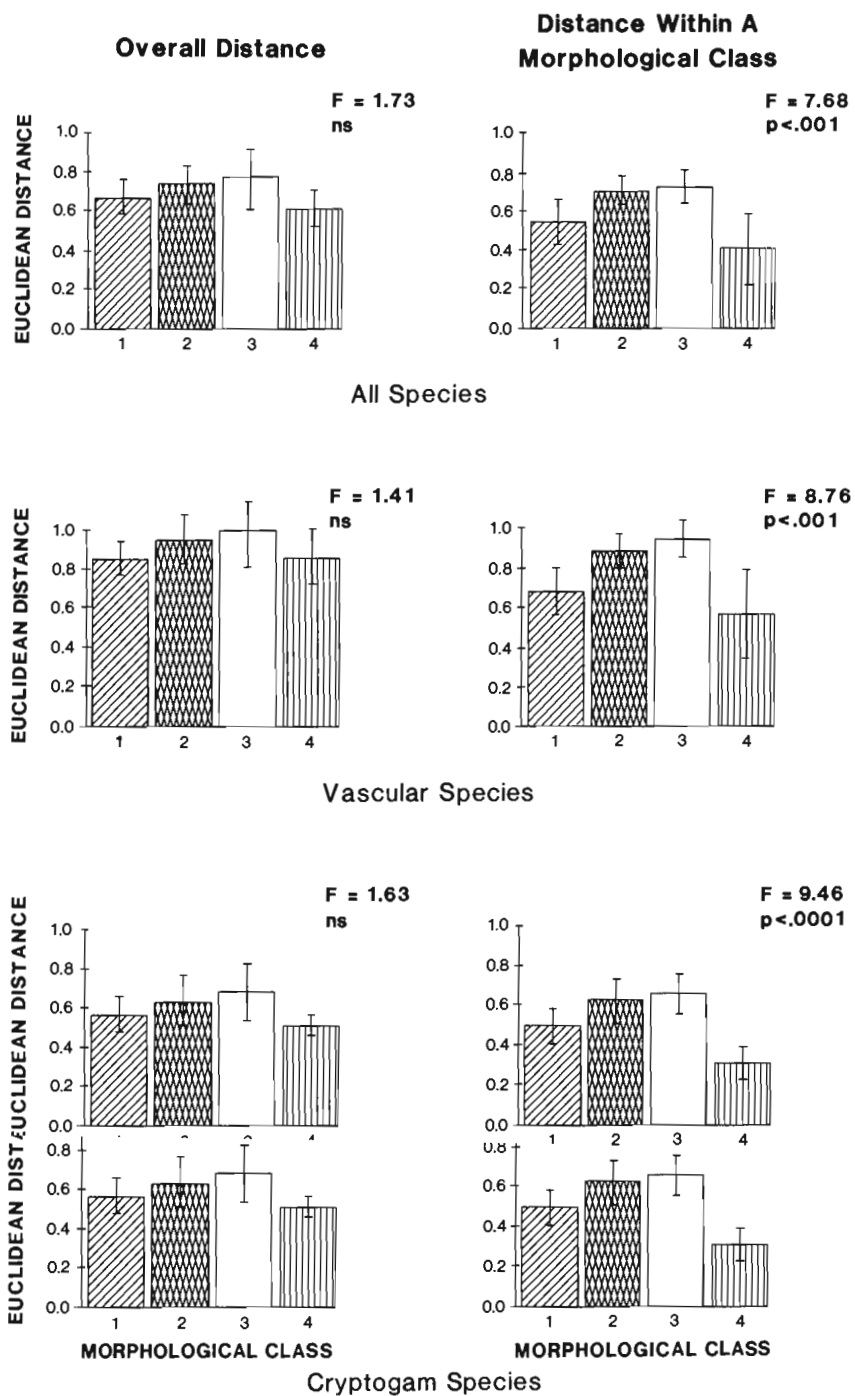 Overall Distance
Distance Within A
Morphological Class
F = 1.73
ns
F = 7.68
p<.001
EUCLIDEAN DISTANCE
1.0
0.8
0.6
0.4
0.2
0.0
1 2 3 4
1.0
0.8
0.6
0.4
0.2
0.0
1 2 3 4
All Species
F = 1.41
ns
F = 8.76
p<.001
EUCLIDEAN DISTANCE
1.0
0.8
0.6
0.4
0.2
0.0
1 2 3 4
1.0
0.8
0.6
0.4
0.2
0.0
1 2 3 4
Vascular Species
F = 1.63
ns
F = 9.46
p<.0001
EUCLIDEAN DISTANCE
1.0
0.8
0.6
0.4
0.2
0.0
1.0
0.8
0.6
0.4
0.2
0.0
1 2 3 4
EUCLIDEAN DIST
0.8
0.6
0.4
0.2
0.0
1 2 3 4
MORPHOLOGICAL CLASS
0.8
0.6
0.4
0.2
0.0
1 2 3 4
MORPHOLOGICAL CLASS
Cryptogam Species